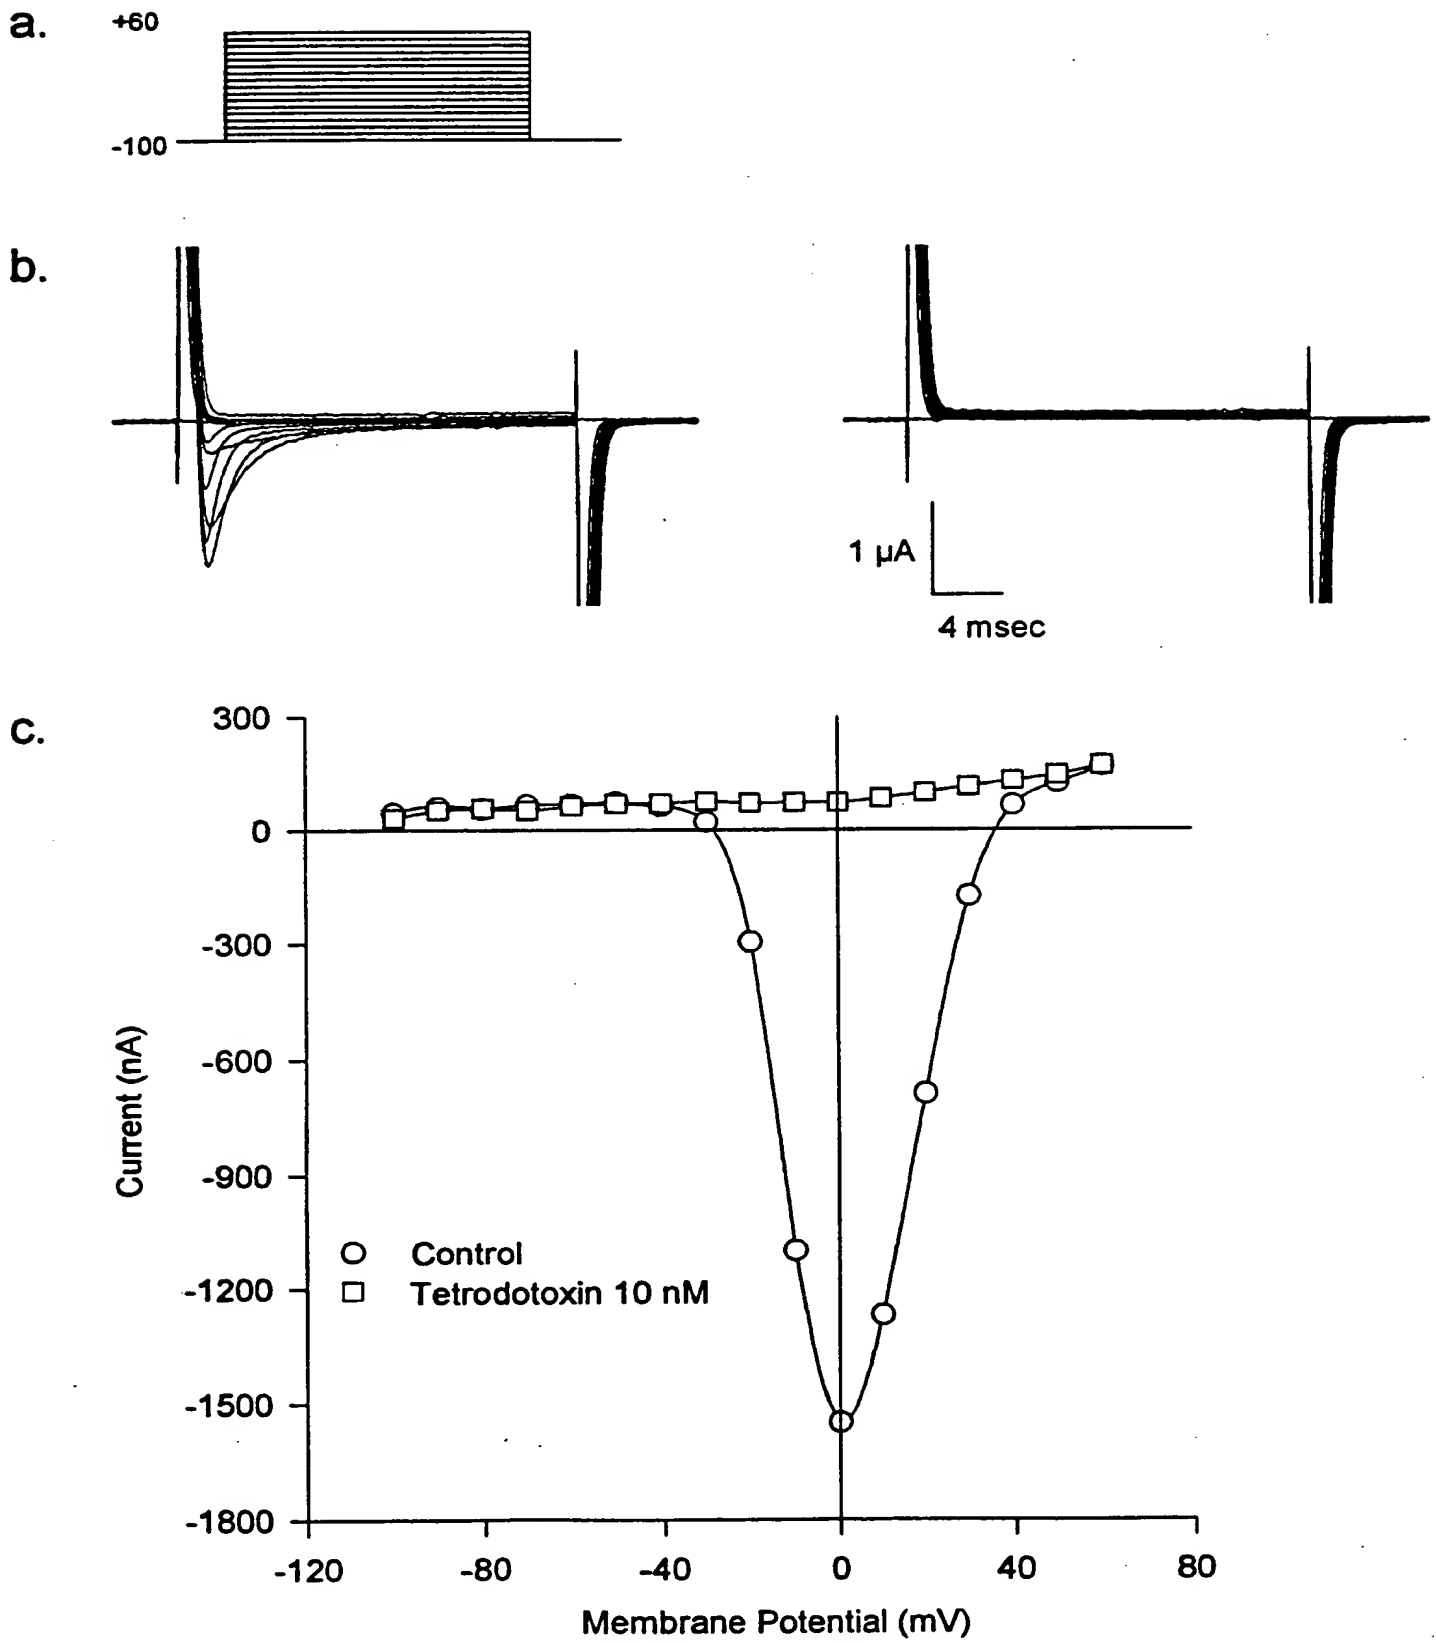 a.
+60
-100
b.
1 µA
4 msec
c.
300
0
-300
-600
-900
-1200
-1500
-1800
Current (nA)
Control
Tetrodotoxin 10 nM
-120 -80 -40 0 40 80
Membrane Potential (mV)